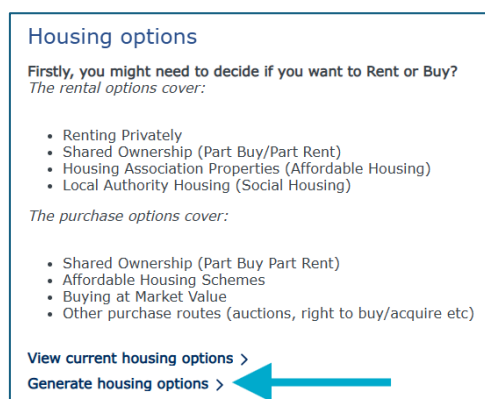 Housing options
Firstly, you might need to decide if you want to Rent or Buy?
The rental options cover:
• Renting Privately
• Shared Ownership (Part Buy/Part Rent)
• Housing Association Properties (Affordable Housing)
• Local Authority Housing (Social Housing)
The purchase options cover:
• Shared Ownership (Part Buy Part Rent)
• Affordable Housing Schemes
• Buying at Market Value
• Other purchase routes (auctions, right to buy/acquire etc)
View current housing options >
Generate housing options >